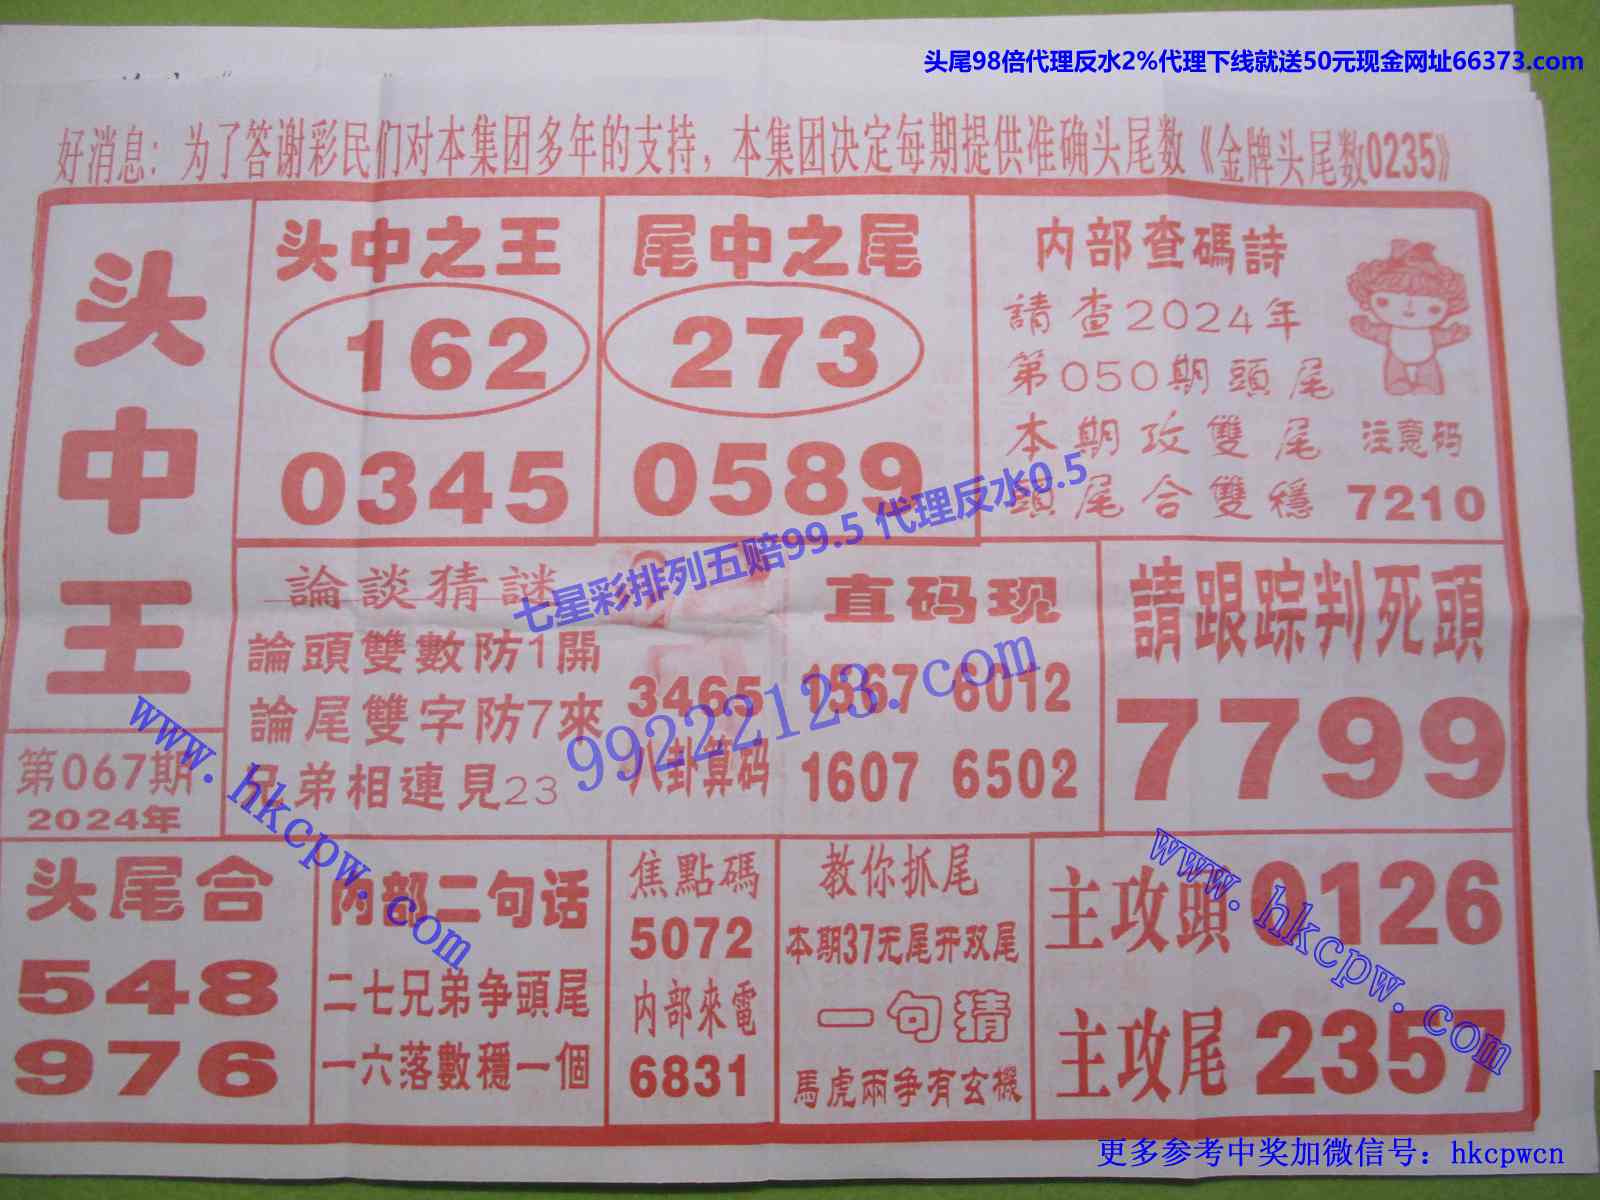 头尾98倍代理反水2%代理下线就送50元现金网址66373.com
好消息：为了答谢彩民们对本集团多年的支持，本集团决定每期提供准确头尾数《金牌头尾数0235》
头中王
第067期
2024年
头中之王
162
0345
尾中之尾
273
0589
内部查碼詩
請查2024年
第050期頭尾
本期攻雙尾
頭尾合雙穩
注意码
7210
論談猜謎
論頭雙數防1開
論尾雙字防7來
兄弟相連見23
3465
八卦算码
直码现
1567 6012
1607 6502
請跟踪判死頭
7799
七星彩排列五赔99.5 代理反水0.5
99222123.com
www.hkcpw.com
头尾合
548
976
内部二句话
二七兄弟争頭尾
一六落數穩一個
焦點碼
5072
内部來電
6831
教你抓尾
本期37无尾开双尾
一句猜
馬虎兩争有玄機
主攻頭0126
主攻尾2357
www.hkcpw.com
更多参考中奖加微信号：hkcpwcn